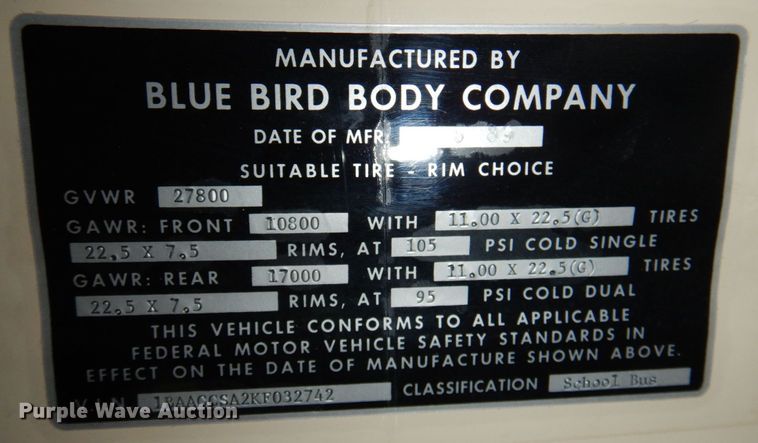 MANUFACTURED BY
BLUE BIRD BODY COMPANY
DATE OF MFR 89
SUITABLE TIRE - RIM CHOICE
GVWR 27800
GAWR: FRONT 10800 WITH 11.00 X 22.5(G) TIRES
22.5 X 7.5 RIMS, AT 105 PSI COLD SINGLE
GAWR: REAR 17000 WITH 11.00 X 22.5(G) TIRES
22.5 X 7.5 RIMS, AT 95 PSI COLD DUAL
THIS VEHICLE CONFORMS TO ALL APPLICABLE
FEDERAL MOTOR VEHICLE SAFETY STANDARDS IN
EFFECT ON THE DATE OF MANUFACTURE SHOWN ABOVE.
V.I.N. CLASSIFICATION School Bus
Purple Wave Auction